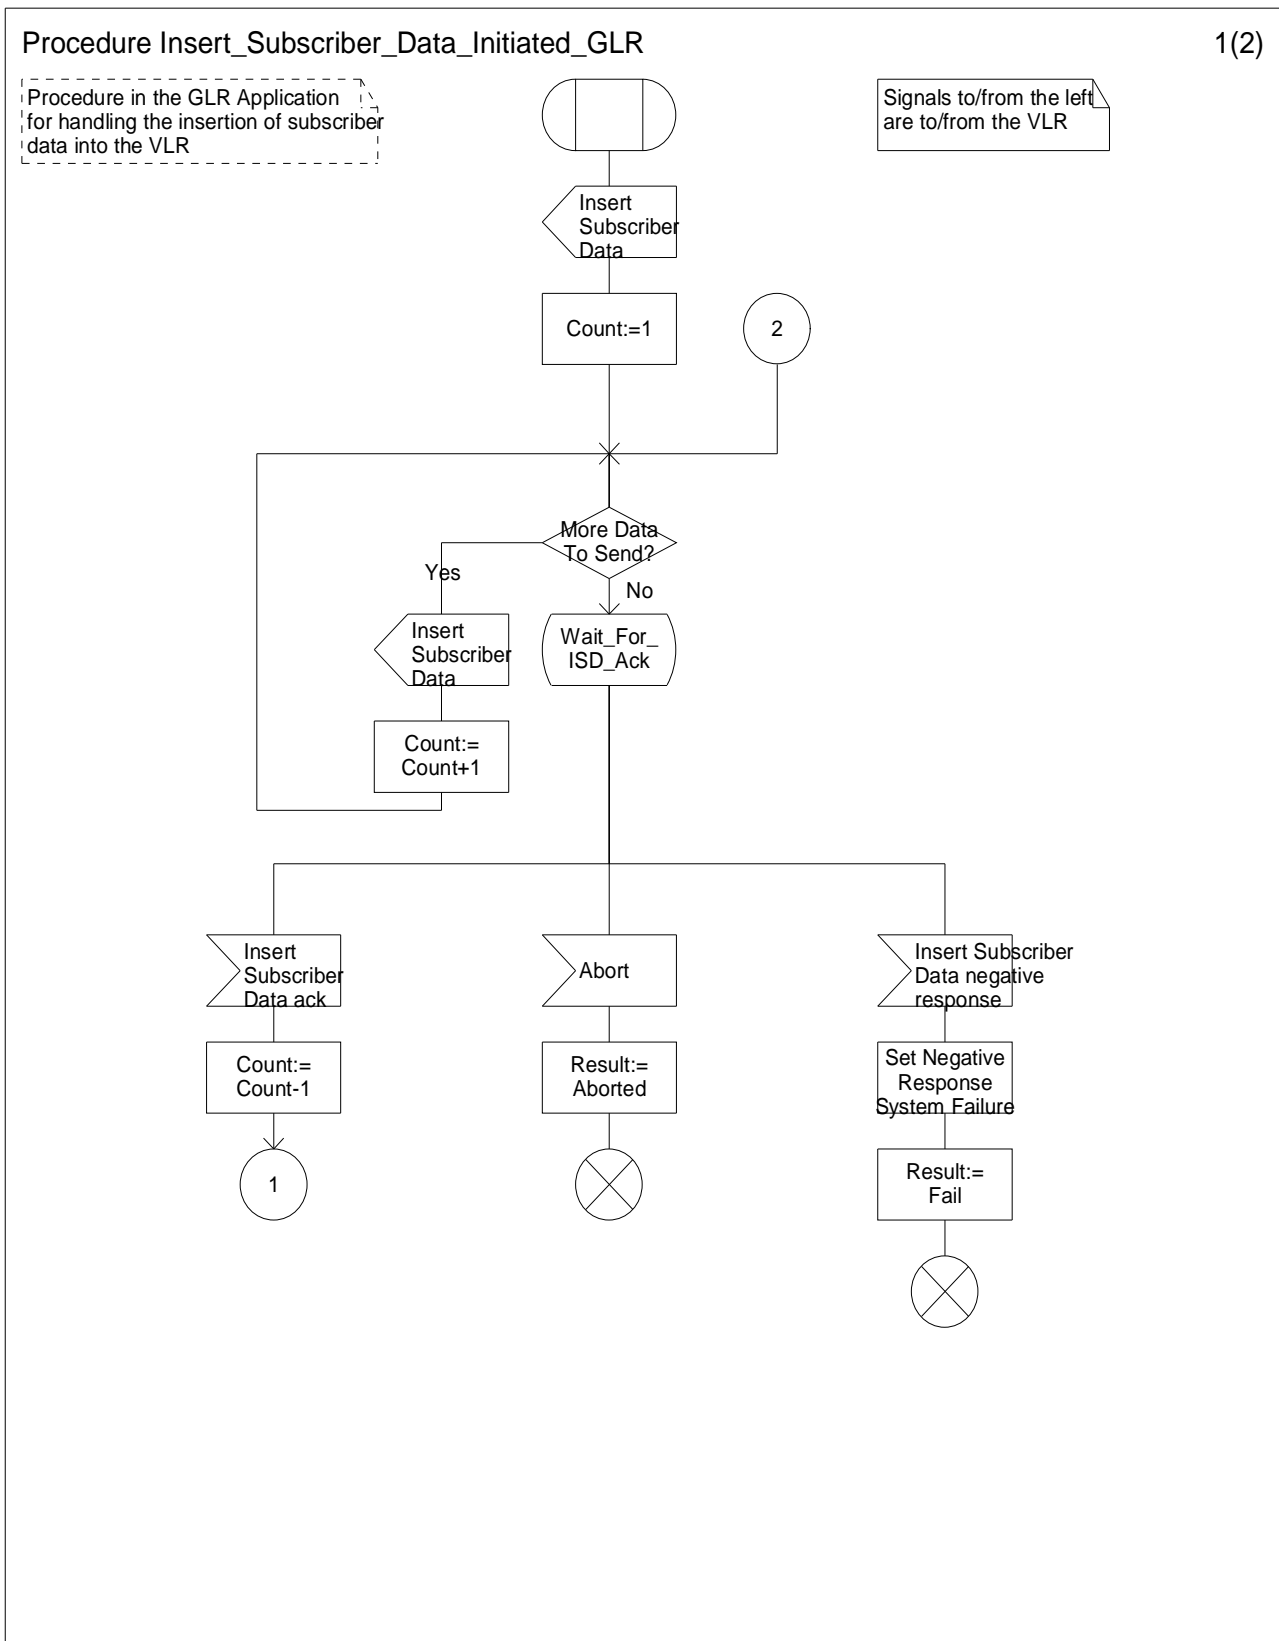 Procedure Insert_Subscriber_Data_Initiated_GLR
1(2)
Procedure in the GLR Application
for handling the insertion of subscriber
data into the VLR
Signals to/from the left
are to/from the VLR
Insert
Subscriber
Data
Count:=1
2
More Data
To Send?
Yes
No
Insert
Subscriber
Data
Wait_For_
ISD_Ack
Count:=
Count+1
Insert
Subscriber
Data ack
Abort
Insert Subscriber
Data negative
response
Count:=
Count-1
Result:=
Aborted
Set Negative
Response
System Failure
1
Result:=
Fail